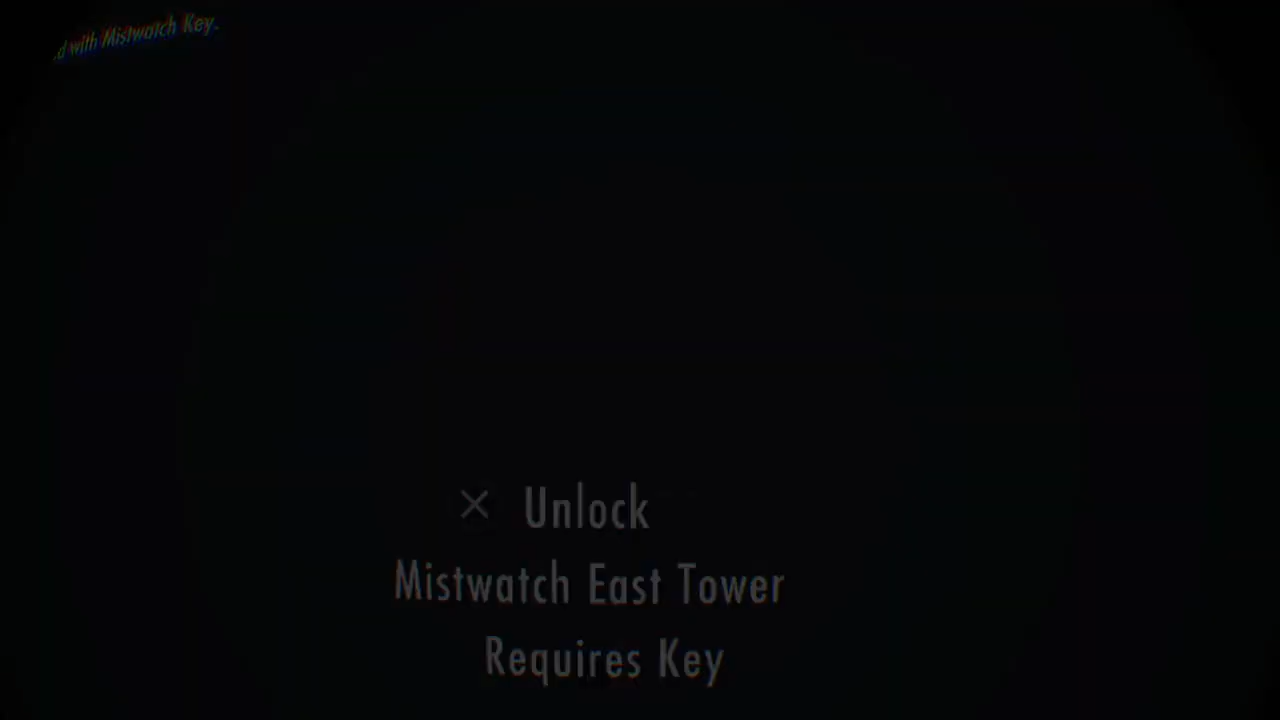 with Mistwatch Key.
Unlock
Mistwatch East Tower
Requires Key